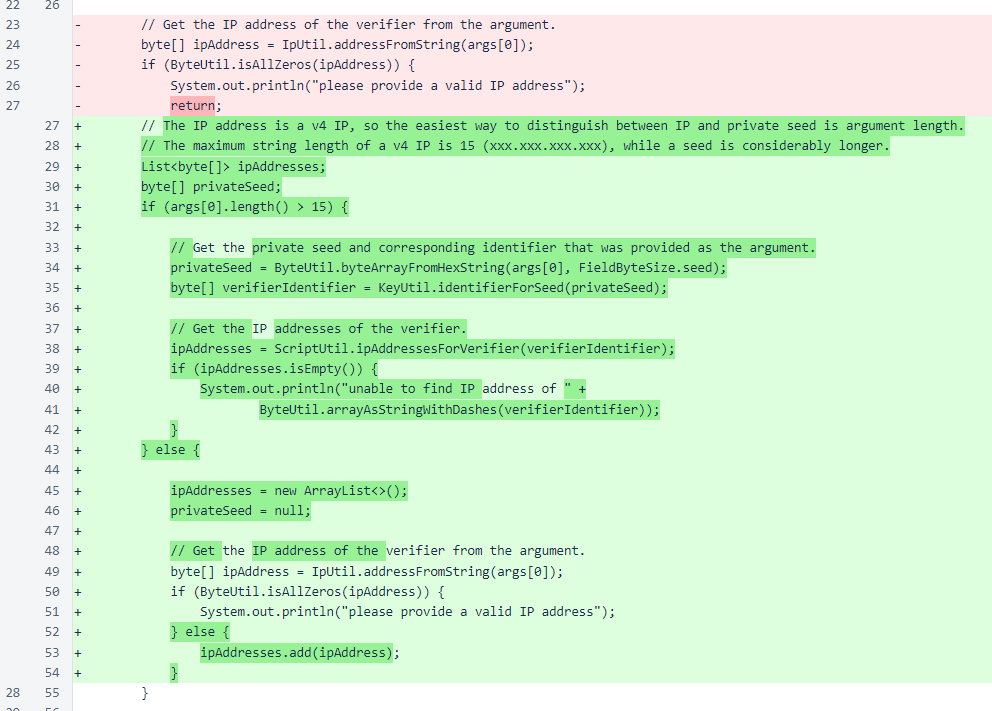 22 26
23 - // Get the IP address of the verifier from the argument.
24 - byte[] ipAddress = IpUtil.addressFromString(args[0]);
25 - if (ByteUtil.isAllZeros(ipAddress)) {
26 - System.out.println("please provide a valid IP address");
27 - return;
27 + // The IP address is a v4 IP, so the easiest way to distinguish between IP and private seed is argument length.
28 + // The maximum string length of a v4 IP is 15 (xxx.xxx.xxx.xxx), while a seed is considerably longer.
29 + List<byte[]> ipAddresses;
30 + byte[] privateSeed;
31 + if (args[0].length() > 15) {
32 +
33 + // Get the private seed and corresponding identifier that was provided as the argument.
34 + privateSeed = ByteUtil.byteArrayFromHexString(args[0], FieldByteSize.seed);
35 + byte[] verifierIdentifier = KeyUtil.identifierForSeed(privateSeed);
36 +
37 + // Get the IP addresses of the verifier.
38 + ipAddresses = ScriptUtil.ipAddressesForVerifier(verifierIdentifier);
39 + if (ipAddresses.isEmpty()) {
40 + System.out.println("unable to find IP address of " +
41 + ByteUtil.arrayAsStringWithDashes(verifierIdentifier));
42 + }
43 + } else {
44 +
45 + ipAddresses = new ArrayList<>();
46 + privateSeed = null;
47 +
48 + // Get the IP address of the verifier from the argument.
49 + byte[] ipAddress = IpUtil.addressFromString(args[0]);
50 + if (ByteUtil.isAllZeros(ipAddress)) {
51 + System.out.println("please provide a valid IP address");
52 + } else {
53 + ipAddresses.add(ipAddress);
54 + }
28 55 }